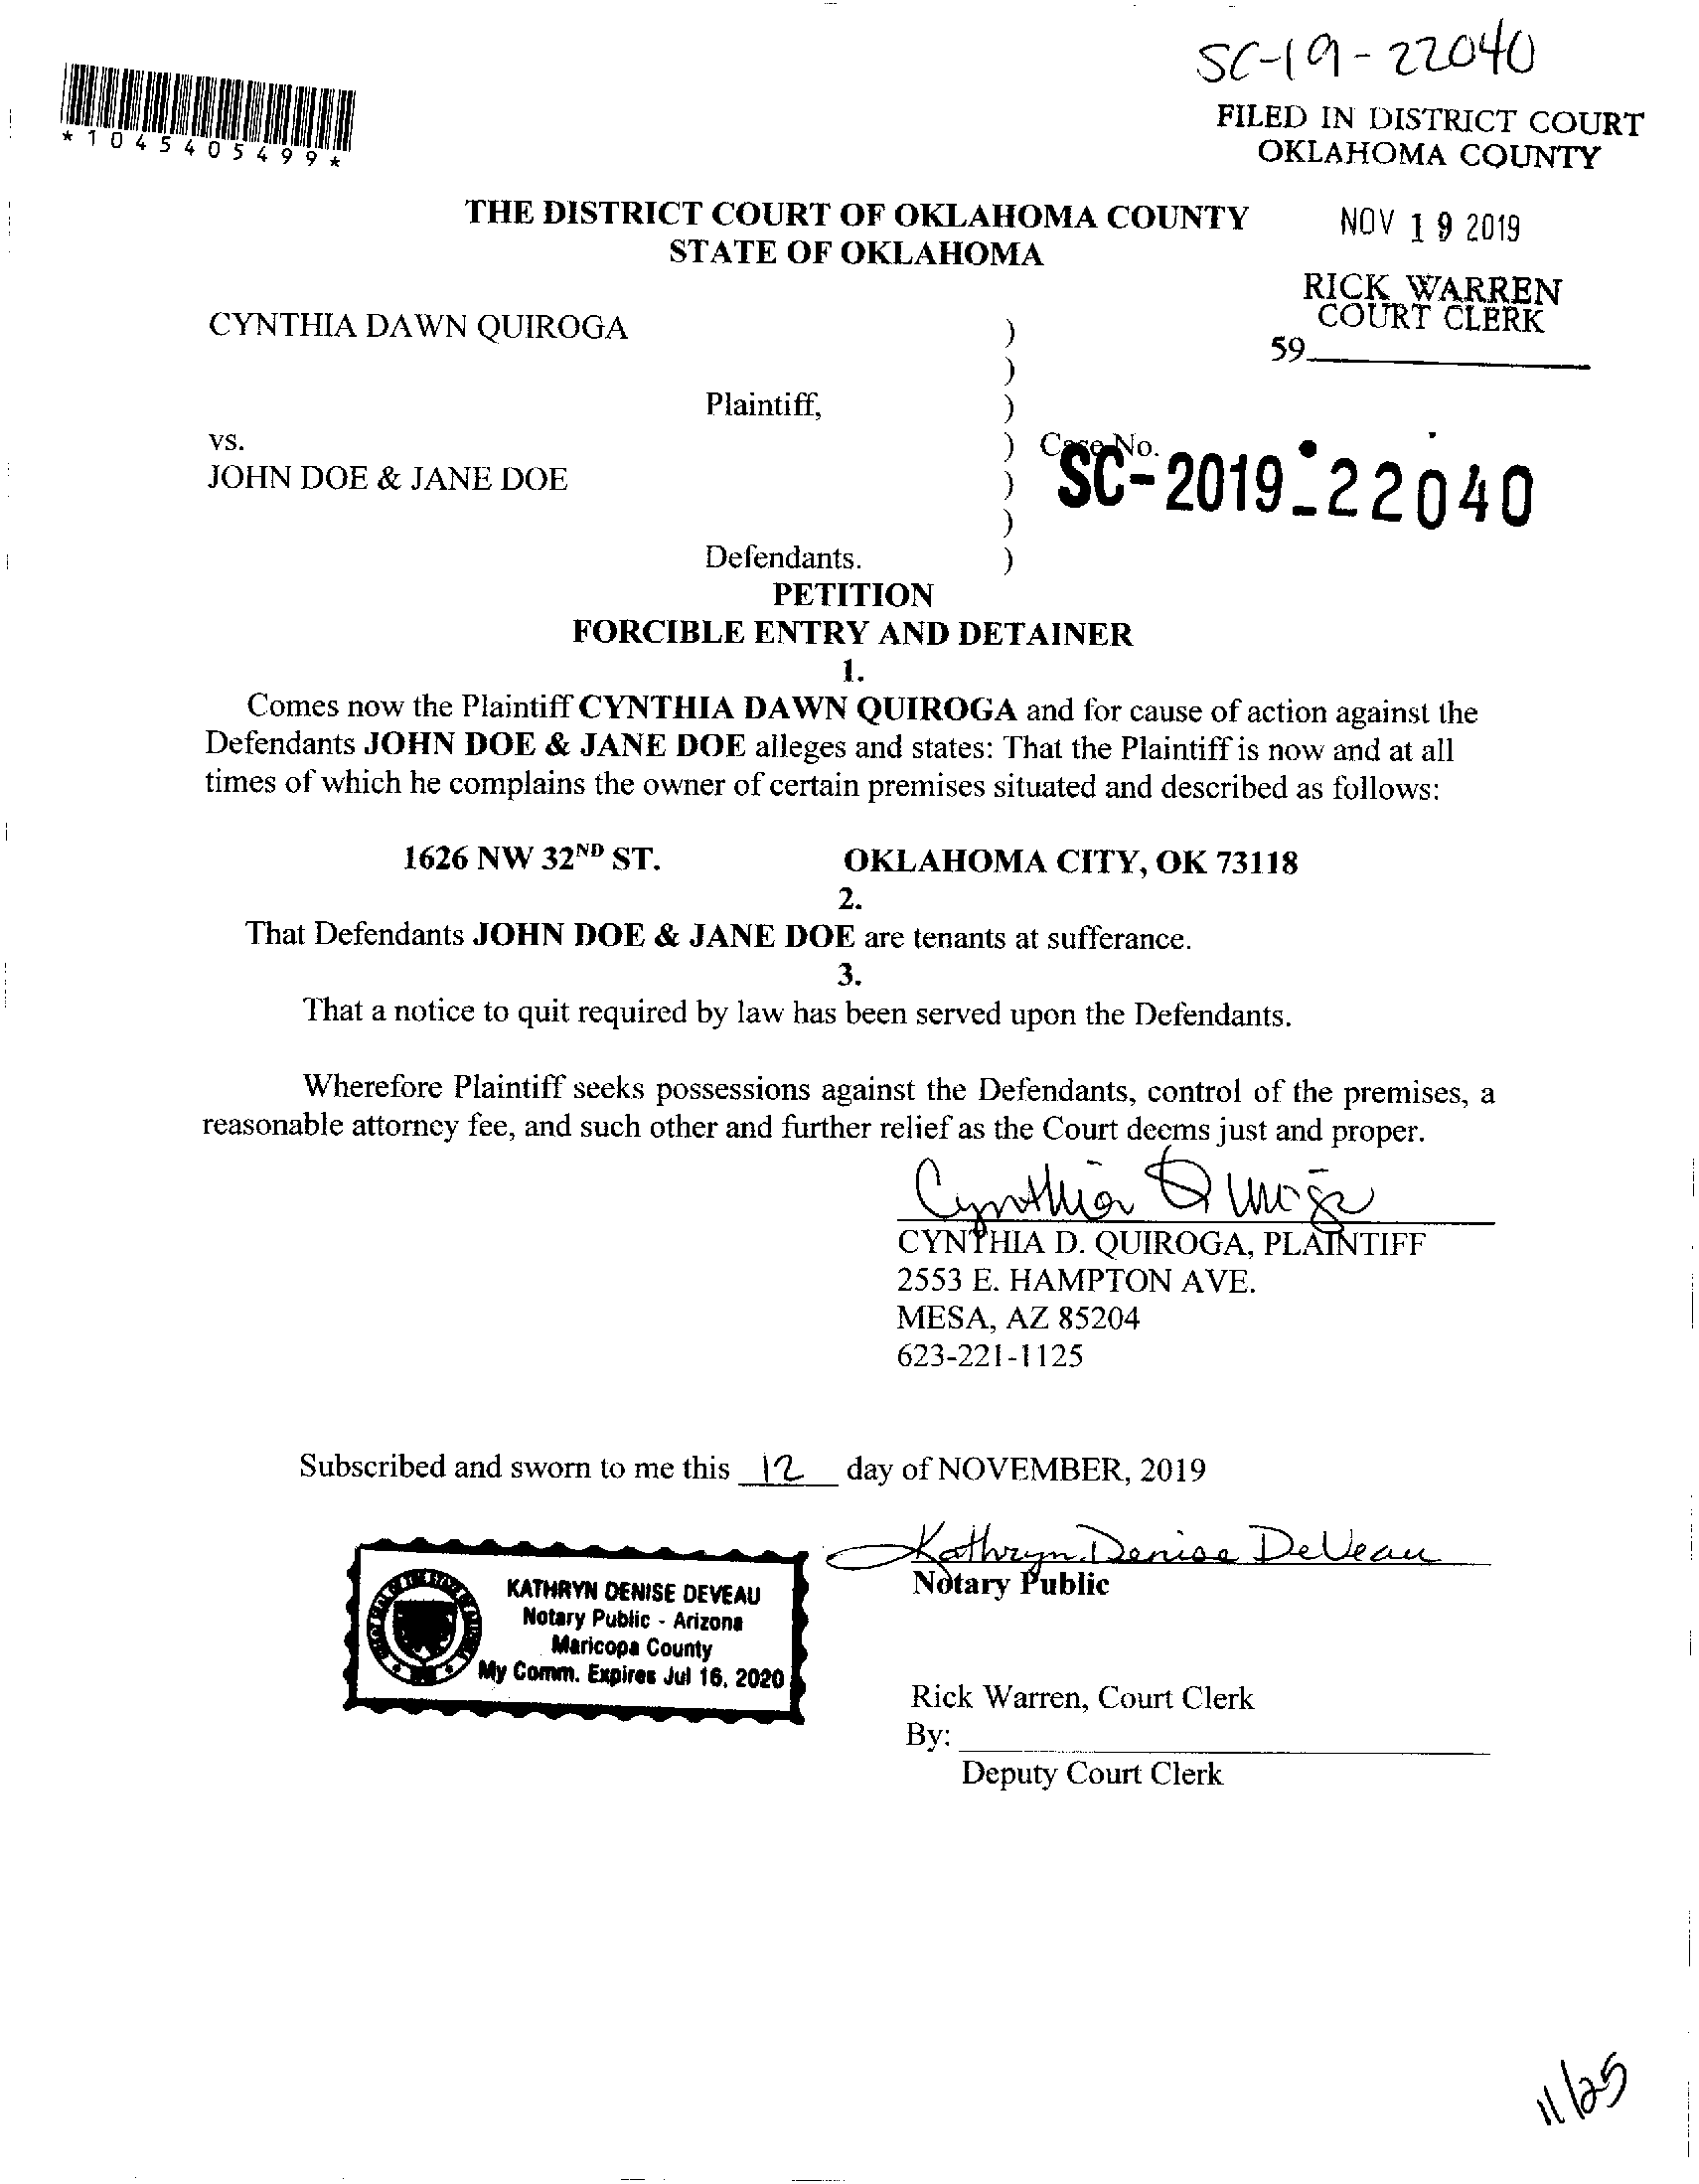 SC-19-22040
*1045405499*
FILED IN DISTRICT COURT
OKLAHOMA COUNTY
THE DISTRICT COURT OF OKLAHOMA COUNTY
STATE OF OKLAHOMA
NOV 19 2019
RICK WARREN
COURT CLERK
59
CYNTHIA DAWN QUIROGA )
)
Plaintiff, )
vs. ) Case No.
JOHN DOE & JANE DOE ) SC-2019-22040
)
Defendants. )
PETITION
FORCIBLE ENTRY AND DETAINER
1.
Comes now the Plaintiff CYNTHIA DAWN QUIROGA and for cause of action against the
Defendants JOHN DOE & JANE DOE alleges and states: That the Plaintiff is now and at all
times of which he complains the owner of certain premises situated and described as follows:
1626 NW 32ND ST. OKLAHOMA CITY, OK 73118
2.
That Defendants JOHN DOE & JANE DOE are tenants at sufferance.
3.
That a notice to quit required by law has been served upon the Defendants.
Wherefore Plaintiff seeks possessions against the Defendants, control of the premises, a
reasonable attorney fee, and such other and further relief as the Court deems just and proper.
Cynthia Quiroga
CYNTHIA D. QUIROGA, PLAINTIFF
2553 E. HAMPTON AVE.
MESA, AZ 85204
623-221-1125
Subscribed and sworn to me this 12 day of NOVEMBER, 2019
Kathryn Denise DeVeau
Notary Public
KATHRYN DENISE DEVEAU
Notary Public - Arizona
Maricopa County
My Comm. Expires Jul 16, 2020
Rick Warren, Court Clerk
By:
Deputy Court Clerk
11/25